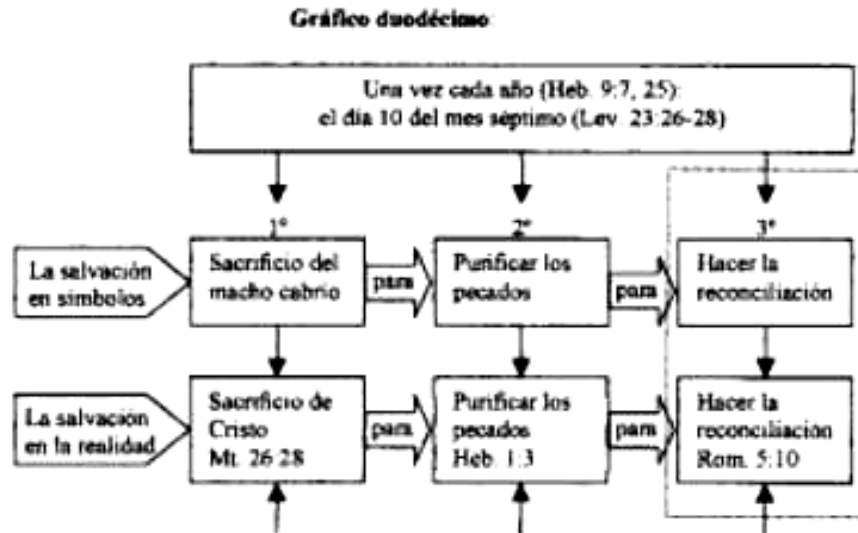 Gráfico duodécimo
Una vez cada año (Heb. 9:7, 25):
el día 10 del mes séptimo (Lev. 23:26-28)
1º
2º
3º
La salvación
en símbolos
Sacrificio del
macho cabrío
para
Purificar los
pecados
para
Hacer la
reconciliación
La salvación
en la realidad
Sacrificio de
Cristo
Mt. 26:28
para
Purificar los
pecados
Heb. 1:3
para
Hacer la
reconciliación
Rom. 5:10